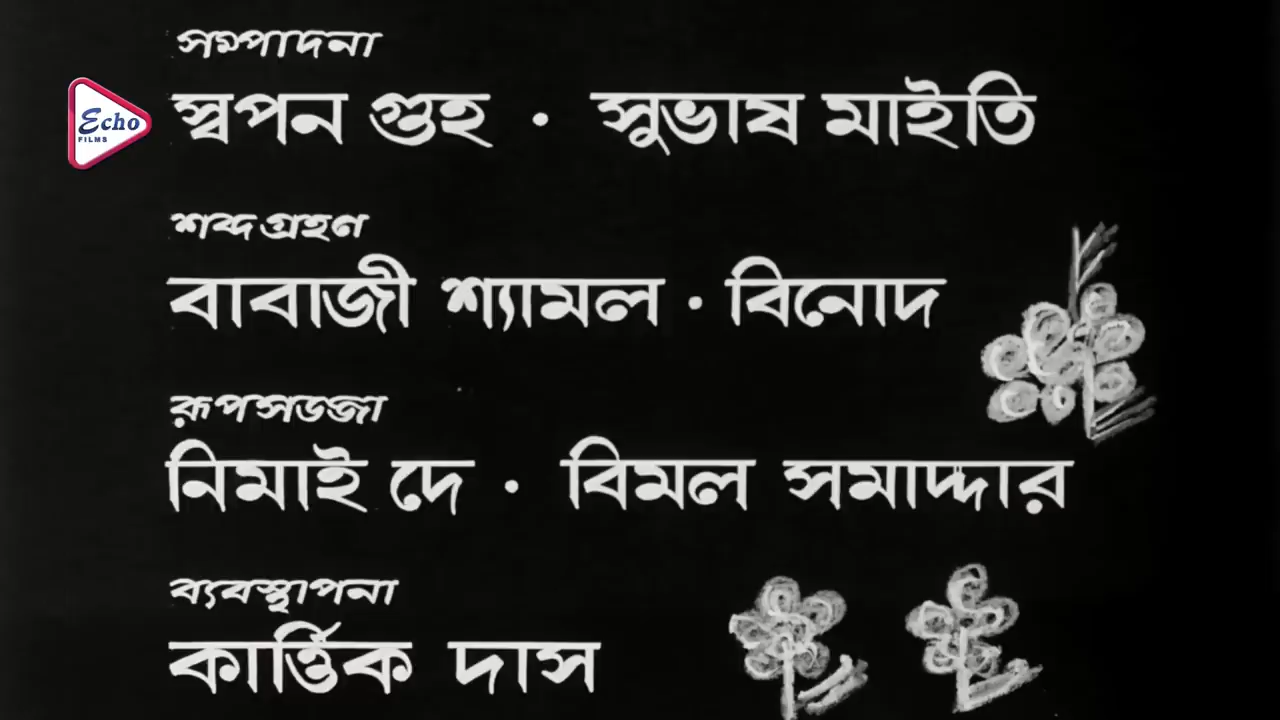 সম্পাদনা
স্বপন গুহ · সুভাষ মাইতি
Echo
FILMS
শব্দগ্রহণ
বাবাজী শ্যামল · বিনোদ
রূপসজ্জা
নিমাই দে · বিমল সমাদ্দার
ব্যবস্থাপনা
কার্ত্তিক দাস